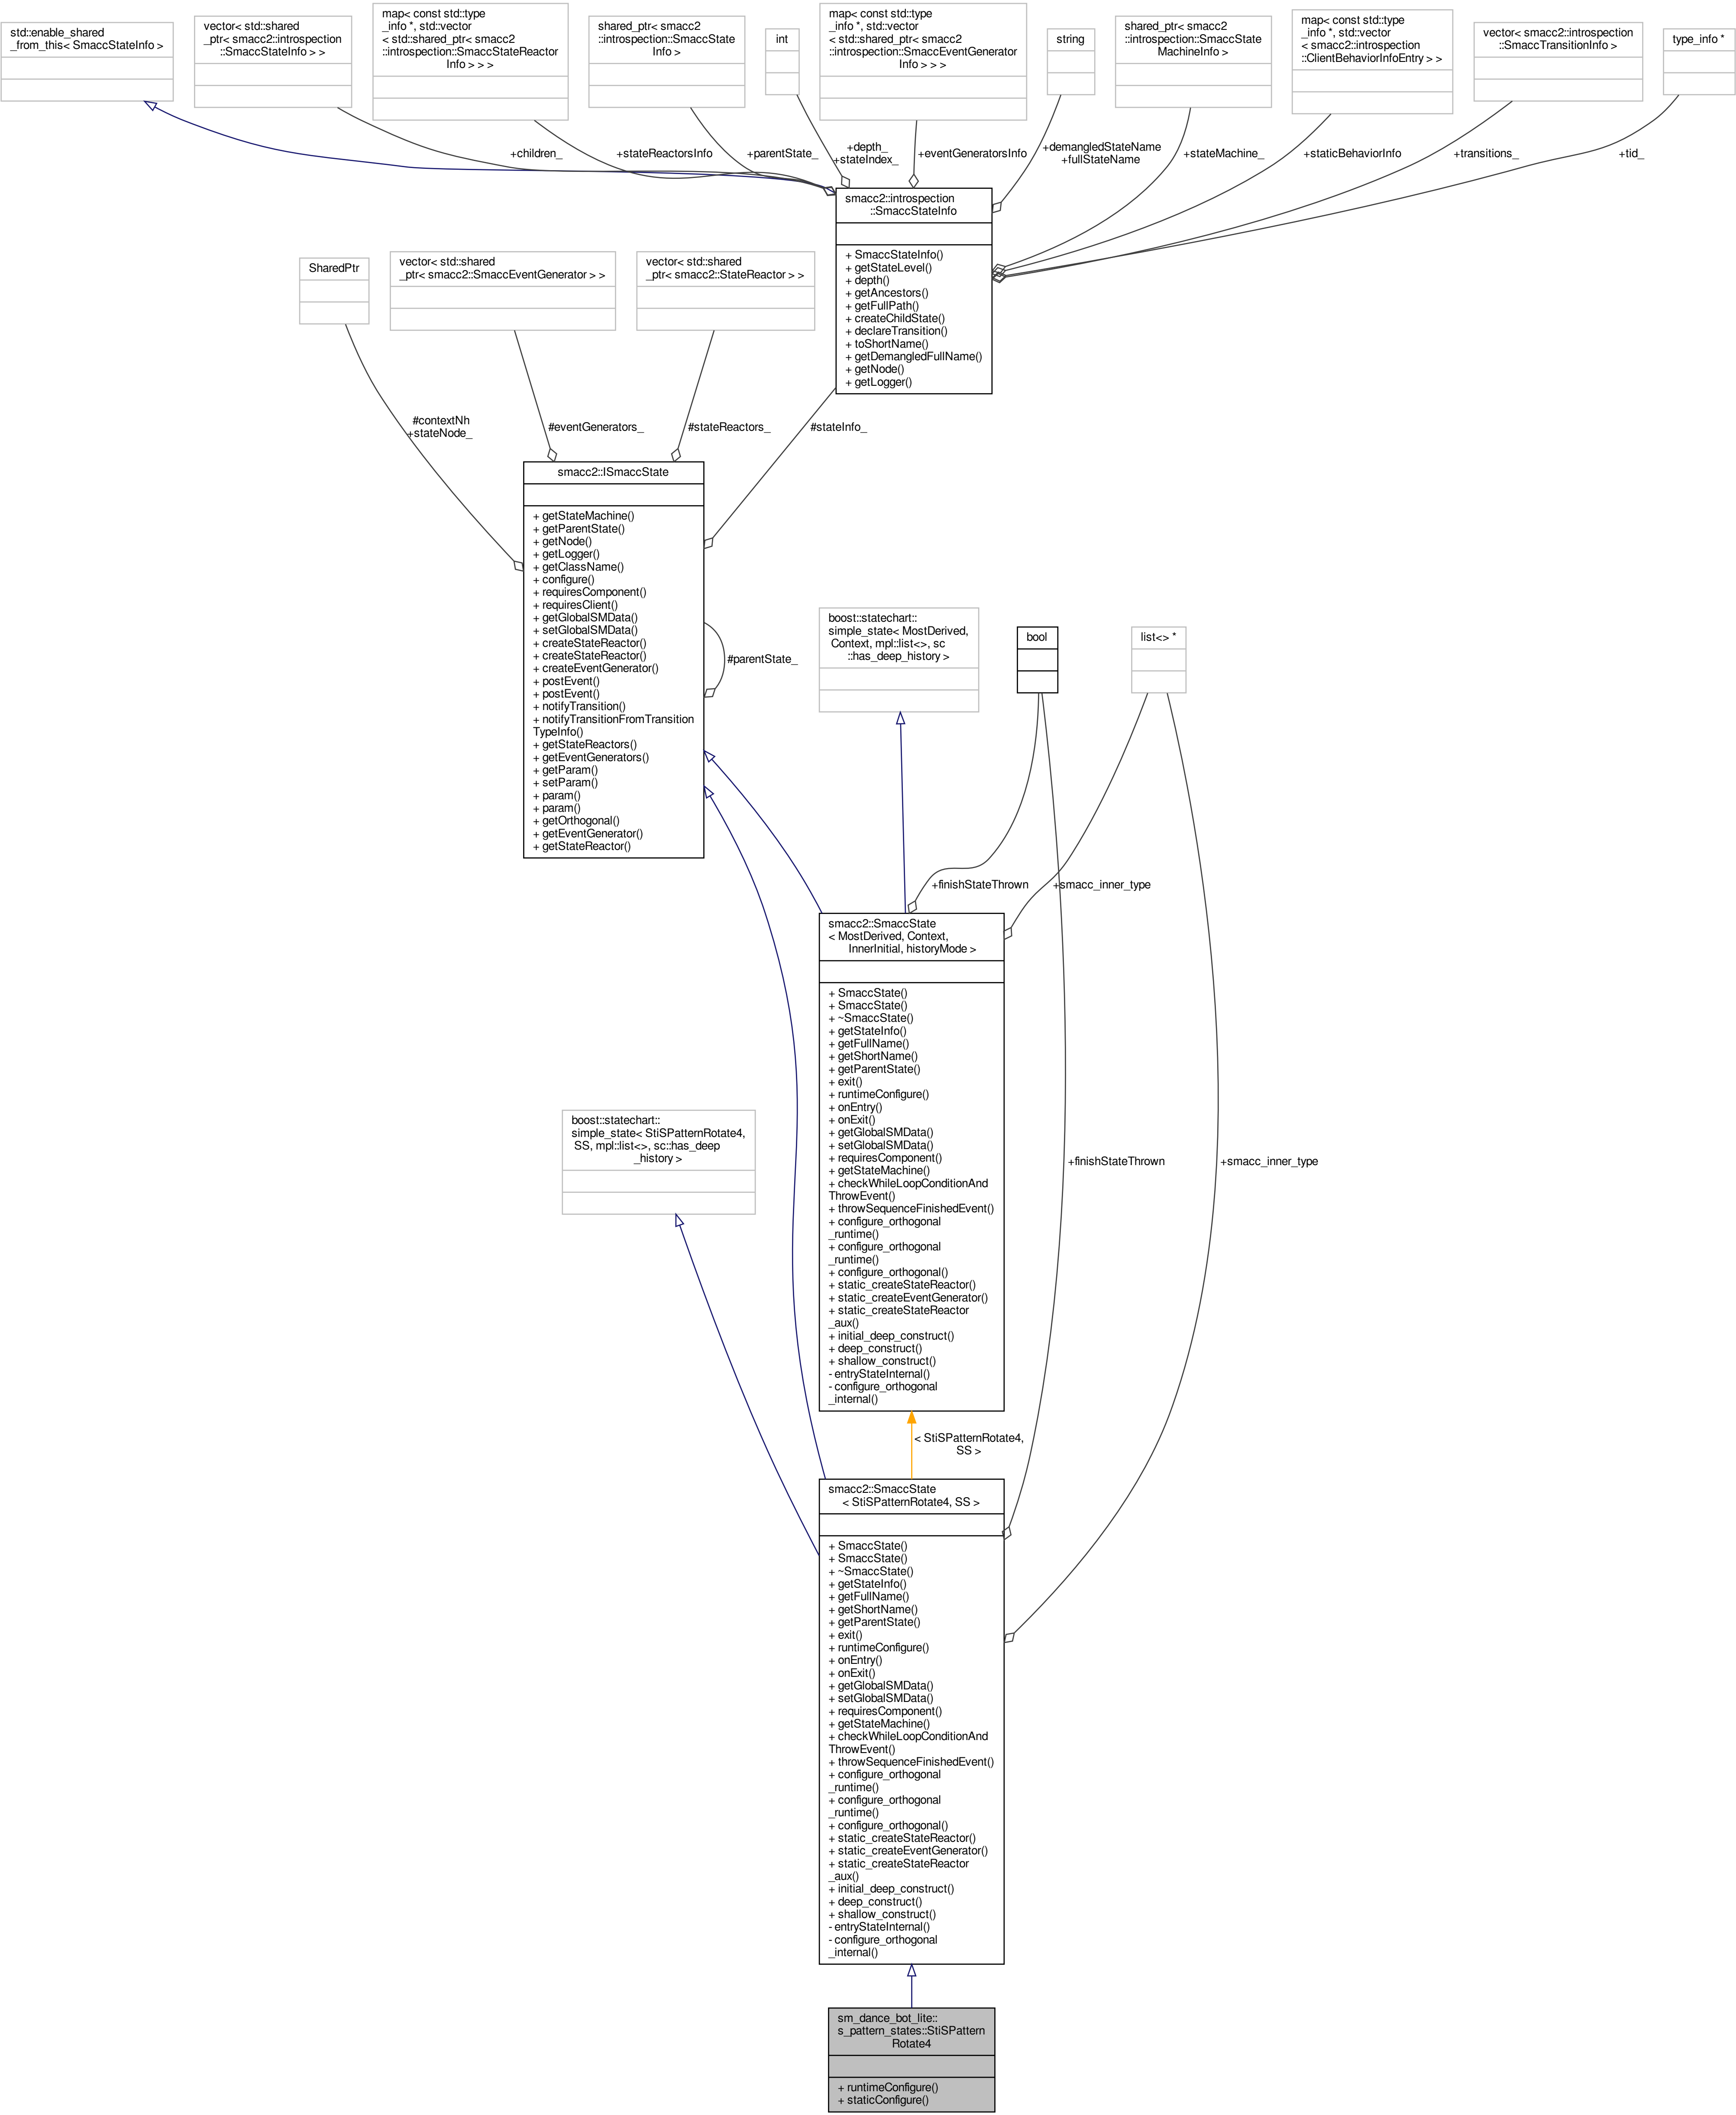 std::enable_shared
_from_this< SmaccStateInfo >
vector< std::shared
_ptr< smacc2::introspection
::SmaccStateInfo > >
map< const std::type
_info *, std::vector
< std::shared_ptr< smacc2
::introspection::SmaccStateReactor
Info > > >
shared_ptr< smacc2
::introspection::SmaccState
Info >
int
map< const std::type
_info *, std::vector
< std::shared_ptr< smacc2
::introspection::SmaccEventGenerator
Info > > >
string
shared_ptr< smacc2
::introspection::SmaccState
MachineInfo >
map< const std::type
_info *, std::vector
< smacc2::introspection
::ClientBehaviorInfoEntry > >
vector< smacc2::introspection
::SmaccTransitionInfo >
type_info *
+children_
+stateReactorsInfo
+parentState_
+depth_
+stateIndex_
+eventGeneratorsInfo
+demangledStateName
+fullStateName
+stateMachine_
+staticBehaviorInfo
+transitions_
+tid_
smacc2::introspection
::SmaccStateInfo
+ SmaccStateInfo()
+ getStateLevel()
+ depth()
+ getAncestors()
+ getFullPath()
+ createChildState()
+ declareTransition()
+ toShortName()
+ getDemangledFullName()
+ getNode()
+ getLogger()
SharedPtr
vector< std::shared
_ptr< smacc2::SmaccEventGenerator > >
vector< std::shared
_ptr< smacc2::StateReactor > >
#contextNh
+stateNode_
#eventGenerators_
#stateReactors_
#stateInfo_
smacc2::ISmaccState
+ getStateMachine()
+ getParentState()
+ getNode()
+ getLogger()
+ getClassName()
+ configure()
+ requiresComponent()
+ requiresClient()
+ getGlobalSMData()
+ setGlobalSMData()
+ createStateReactor()
+ createStateReactor()
+ createEventGenerator()
+ postEvent()
+ postEvent()
+ notifyTransition()
+ notifyTransitionFromTransition
TypeInfo()
+ getStateReactors()
+ getEventGenerators()
+ getParam()
+ setParam()
+ param()
+ param()
+ getOrthogonal()
+ getEventGenerator()
+ getStateReactor()
#parentState_
boost::statechart::
simple_state< MostDerived,
Context, mpl::list<>, sc
::has_deep_history >
bool
list<> *
+finishStateThrown
+smacc_inner_type
smacc2::SmaccState
< MostDerived, Context,
InnerInitial, historyMode >
+ SmaccState()
+ SmaccState()
+ ~SmaccState()
+ getStateInfo()
+ getFullName()
+ getShortName()
+ getParentState()
+ exit()
+ runtimeConfigure()
+ onEntry()
+ onExit()
+ getGlobalSMData()
+ setGlobalSMData()
+ requiresComponent()
+ getStateMachine()
+ checkWhileLoopConditionAnd
ThrowEvent()
+ throwSequenceFinishedEvent()
+ configure_orthogonal
_runtime()
+ configure_orthogonal
_runtime()
+ configure_orthogonal()
+ static_createStateReactor()
+ static_createEventGenerator()
+ static_createStateReactor
_aux()
+ initial_deep_construct()
+ deep_construct()
+ shallow_construct()
- entryStateInternal()
- configure_orthogonal
_internal()
boost::statechart::
simple_state< StiSPatternRotate4,
SS, mpl::list<>, sc::has_deep
_history >
+finishStateThrown
+smacc_inner_type
< StiSPatternRotate4,
SS >
smacc2::SmaccState
< StiSPatternRotate4, SS >
+ SmaccState()
+ SmaccState()
+ ~SmaccState()
+ getStateInfo()
+ getFullName()
+ getShortName()
+ getParentState()
+ exit()
+ runtimeConfigure()
+ onEntry()
+ onExit()
+ getGlobalSMData()
+ setGlobalSMData()
+ requiresComponent()
+ getStateMachine()
+ checkWhileLoopConditionAnd
ThrowEvent()
+ throwSequenceFinishedEvent()
+ configure_orthogonal
_runtime()
+ configure_orthogonal
_runtime()
+ configure_orthogonal()
+ static_createStateReactor()
+ static_createEventGenerator()
+ static_createStateReactor
_aux()
+ initial_deep_construct()
+ deep_construct()
+ shallow_construct()
- entryStateInternal()
- configure_orthogonal
_internal()
sm_dance_bot_lite::
s_pattern_states::StiSPattern
Rotate4
+ runtimeConfigure()
+ staticConfigure()